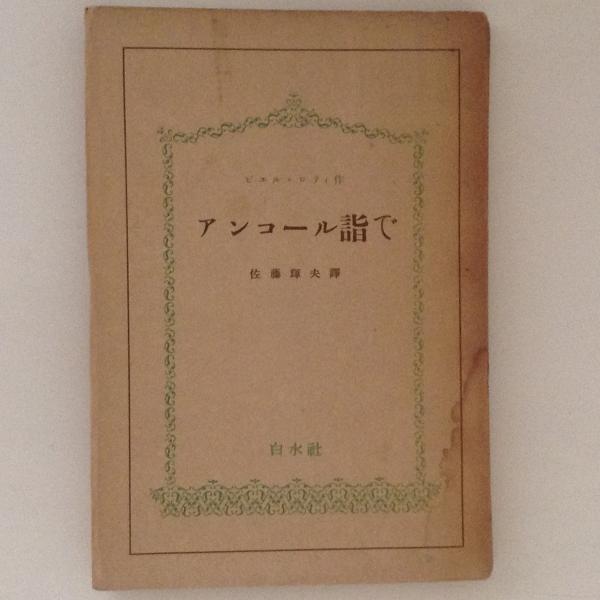 ピエル・ロティ作
アンコール詣で
佐藤輝夫譯
白水社